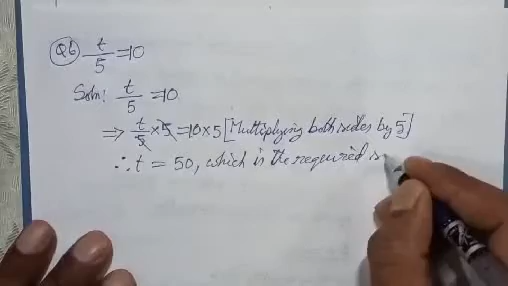 Q6 t/5 = 10
Soln: t/5 = 10
⇒ t/5 × 5 = 10 × 5 [Multiplying both sides by 5]
∴ t = 50, which is the required s